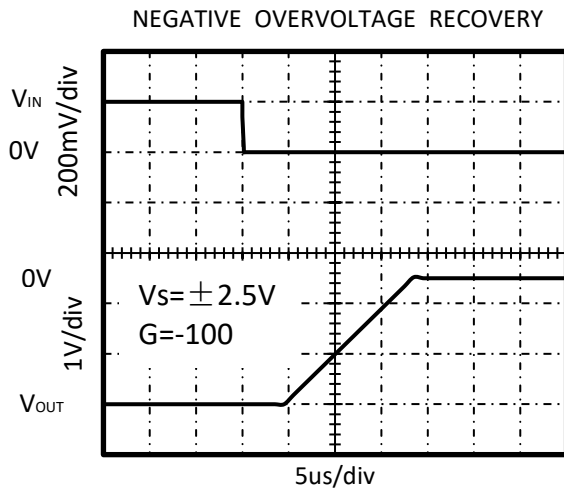 NEGATIVE OVERVOLTAGE RECOVERY
VIN
0V
200mV/div
0V
1V/div
VOUT
Vs=±2.5V
G=-100
5us/div